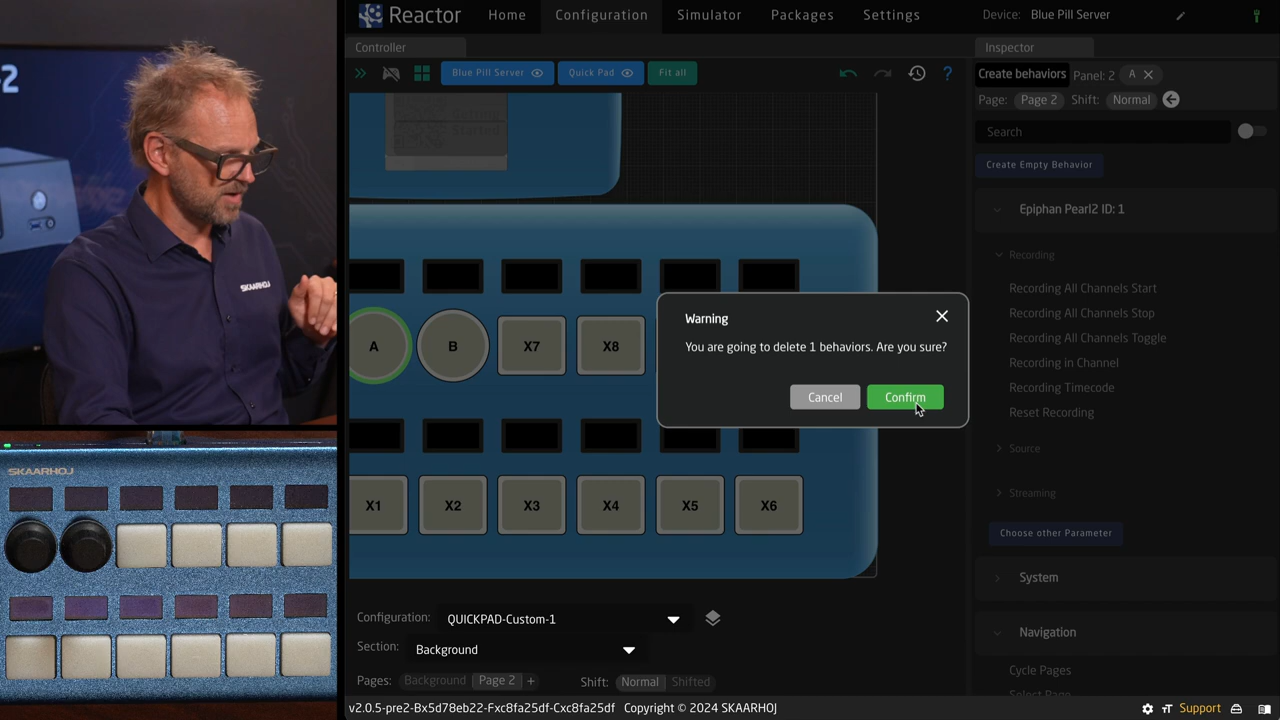 -2
SKAARHOJ
SKAARHOJ
Reactor
Home
Configuration
Simulator
Packages
Settings
Device: Blue Pill Server
Controller
Inspector
Blue Pill Server
Quick Pad
Fit all
?
Create behaviors
Panel: 2
A
Page: Page 2 Shift: Normal
Search
Create Empty Behavior
Epiphan Pearl2 ID: 1
Recording
Recording All Channels Start
Recording All Channels Stop
Recording All Channels Toggle
Recording in Channel
Recording Timecode
Reset Recording
Source
Streaming
Choose other Parameter
System
Navigation
Cycle Pages
Select Page
Started
A
B
X7
X8
X1
X2
X3
X4
X5
X6
Warning
You are going to delete 1 behaviors. Are you sure?
Cancel
Confirm
Configuration: QUICKPAD-Custom-1
Section: Background
Pages: Background Page 2 + Shift: Normal Shifted
v2.0.5-pre2-Bx5d78eb22-Fxc8fa25df-Cxc8fa25df Copyright © 2024 SKAARHOJ
Support